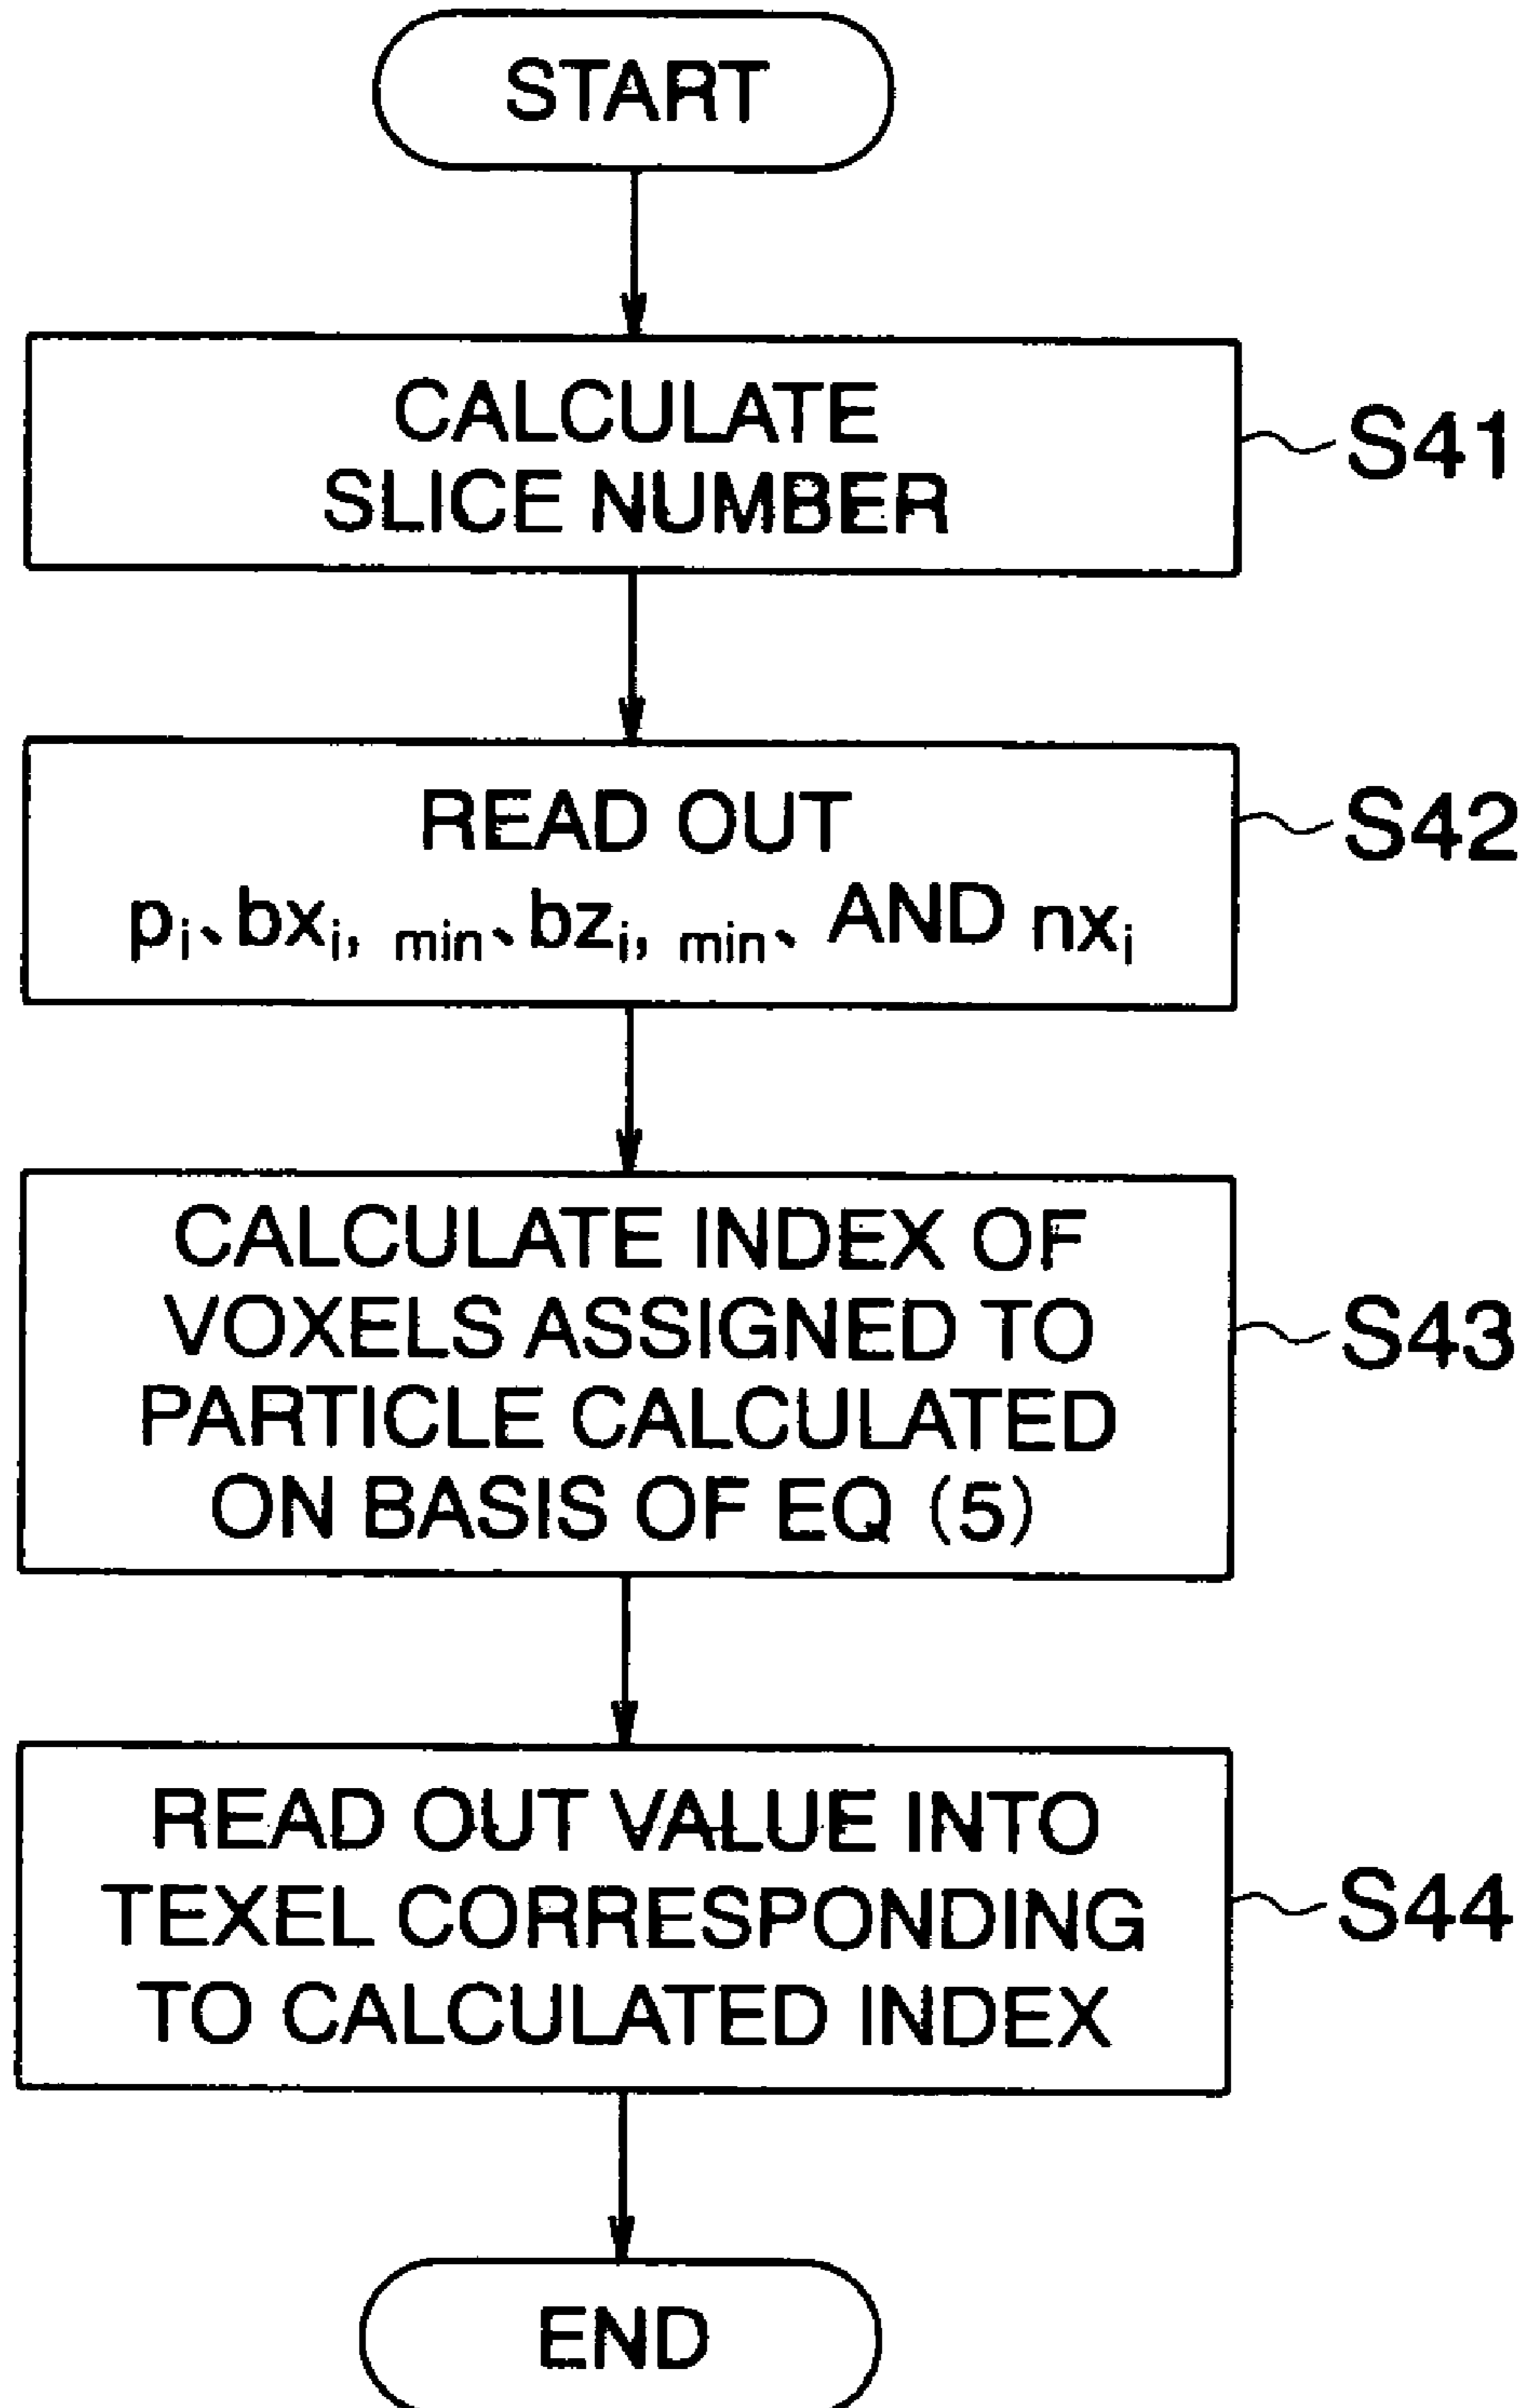 START
CALCULATE
SLICE NUMBER
S41
READ OUT
pᵢ、bxᵢ, min、bzᵢ, min、 AND nxᵢ
S42
CALCULATE INDEX OF
VOXELS ASSIGNED TO
PARTICLE CALCULATED
ON BASIS OF EQ (5)
S43
READ OUT VALUE INTO
TEXEL CORRESPONDING
TO CALCULATED INDEX
S44
END